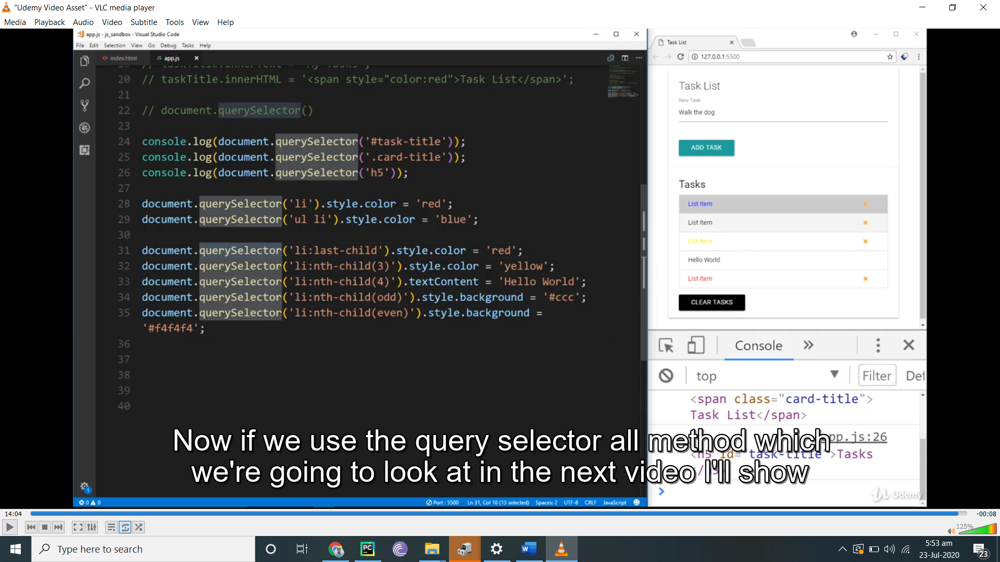 "Udemy Video Asset" - VLC media player
Media Playback Audio Video Subtitle Tools View Help
app.js - js_sandbox - Visual Studio Code
File Edit Selection View Go Debug Tasks Help
index.html
JS app.js
20 // taskTitle.innerHTML = '<span style="color:red">Task List</span>';
21
22 // document.querySelector()
23
24 console.log(document.querySelector('#task-title'));
25 console.log(document.querySelector('.card-title'));
26 console.log(document.querySelector('h5'));
27
28 document.querySelector('li').style.color = 'red';
29 document.querySelector('ul li').style.color = 'blue';
30
31 document.querySelector('li:last-child').style.color = 'red';
32 document.querySelector('li:nth-child(3)').style.color = 'yellow';
33 document.querySelector('li:nth-child(4)').textContent = 'Hello World';
34 document.querySelector('li:nth-child(odd)').style.background = '#ccc';
35 document.querySelector('li:nth-child(even)').style.background =
'#f4f4f4';
36
37
38
39
40
1
0 0
Port : 5500 Ln 31, Col 10 (13 selected) Spaces: 2 UTF-8 CRLF JavaScript
Task List
127.0.0.1:5500
Task List
New Task
Walk the dog
ADD TASK
Tasks
List Item
List Item
List Item
Hello World
List Item
CLEAR TASKS
Console
top
Filter
<span class="card-title">
Task List</span>
pp.js:26
task-title">Tasks
Now if we use the query selector all method which
we're going to look at in the next video I'll show
Udemy
14:04
-00:08
125%
Type here to search
PC
W
5:53 am
23-Jul-2020
23